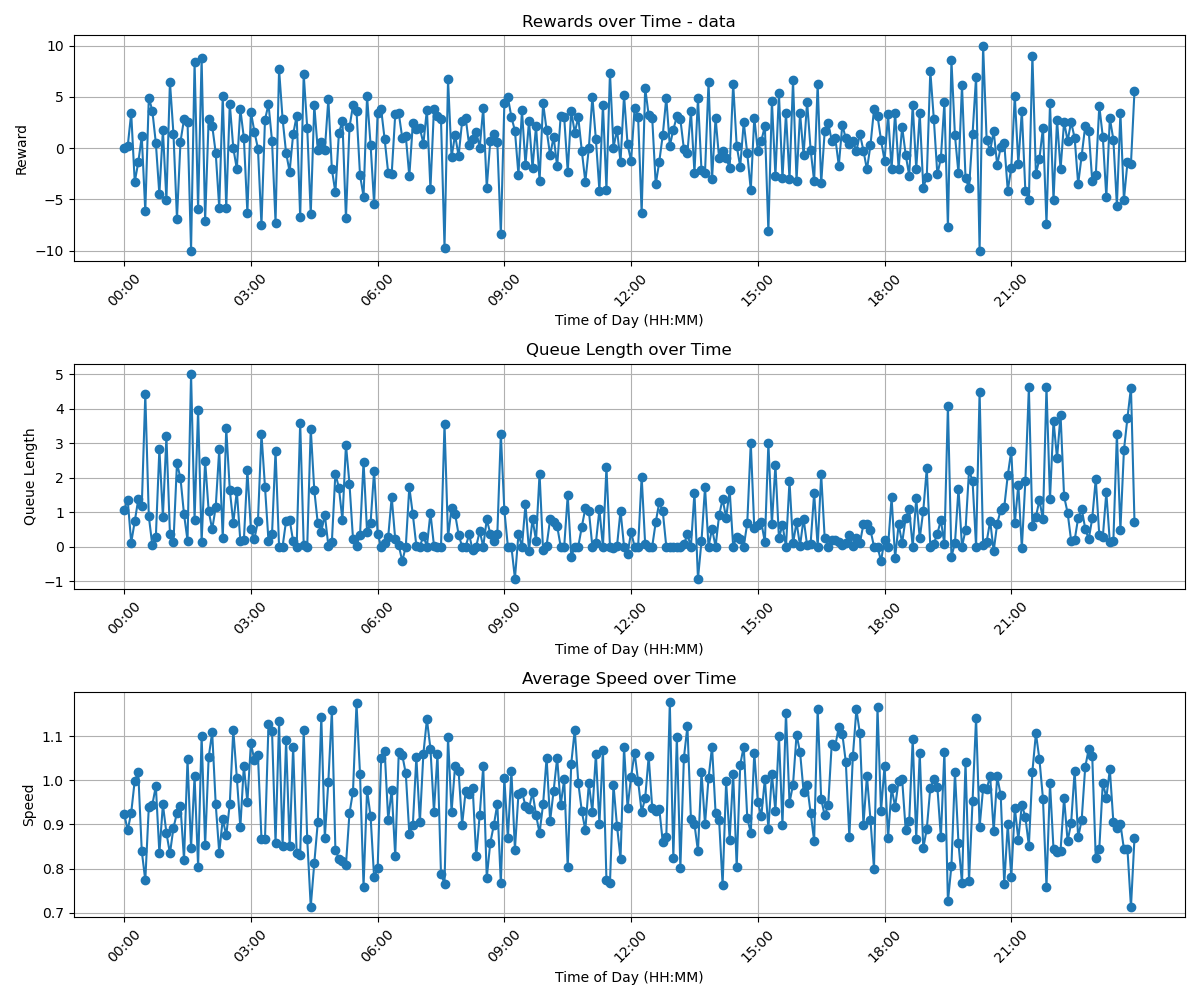 Rewards over Time - data
Reward
10
5
0
−5
−10
00:00 03:00 06:00 09:00 12:00 15:00 18:00 21:00
Time of Day (HH:MM)
Queue Length over Time
Queue Length
5
4
3
2
1
0
−1
00:00 03:00 06:00 09:00 12:00 15:00 18:00 21:00
Time of Day (HH:MM)
Average Speed over Time
Speed
1.1
1.0
0.9
0.8
0.7
00:00 03:00 06:00 09:00 12:00 15:00 18:00 21:00
Time of Day (HH:MM)